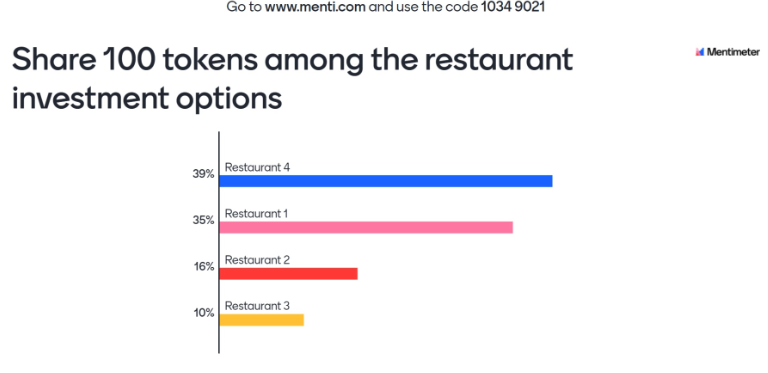 Go to www.menti.com and use the code 1034 9021
Share 100 tokens among the restaurant
investment options
Mentimeter
39% Restaurant 4
35% Restaurant 1
16% Restaurant 2
10% Restaurant 3